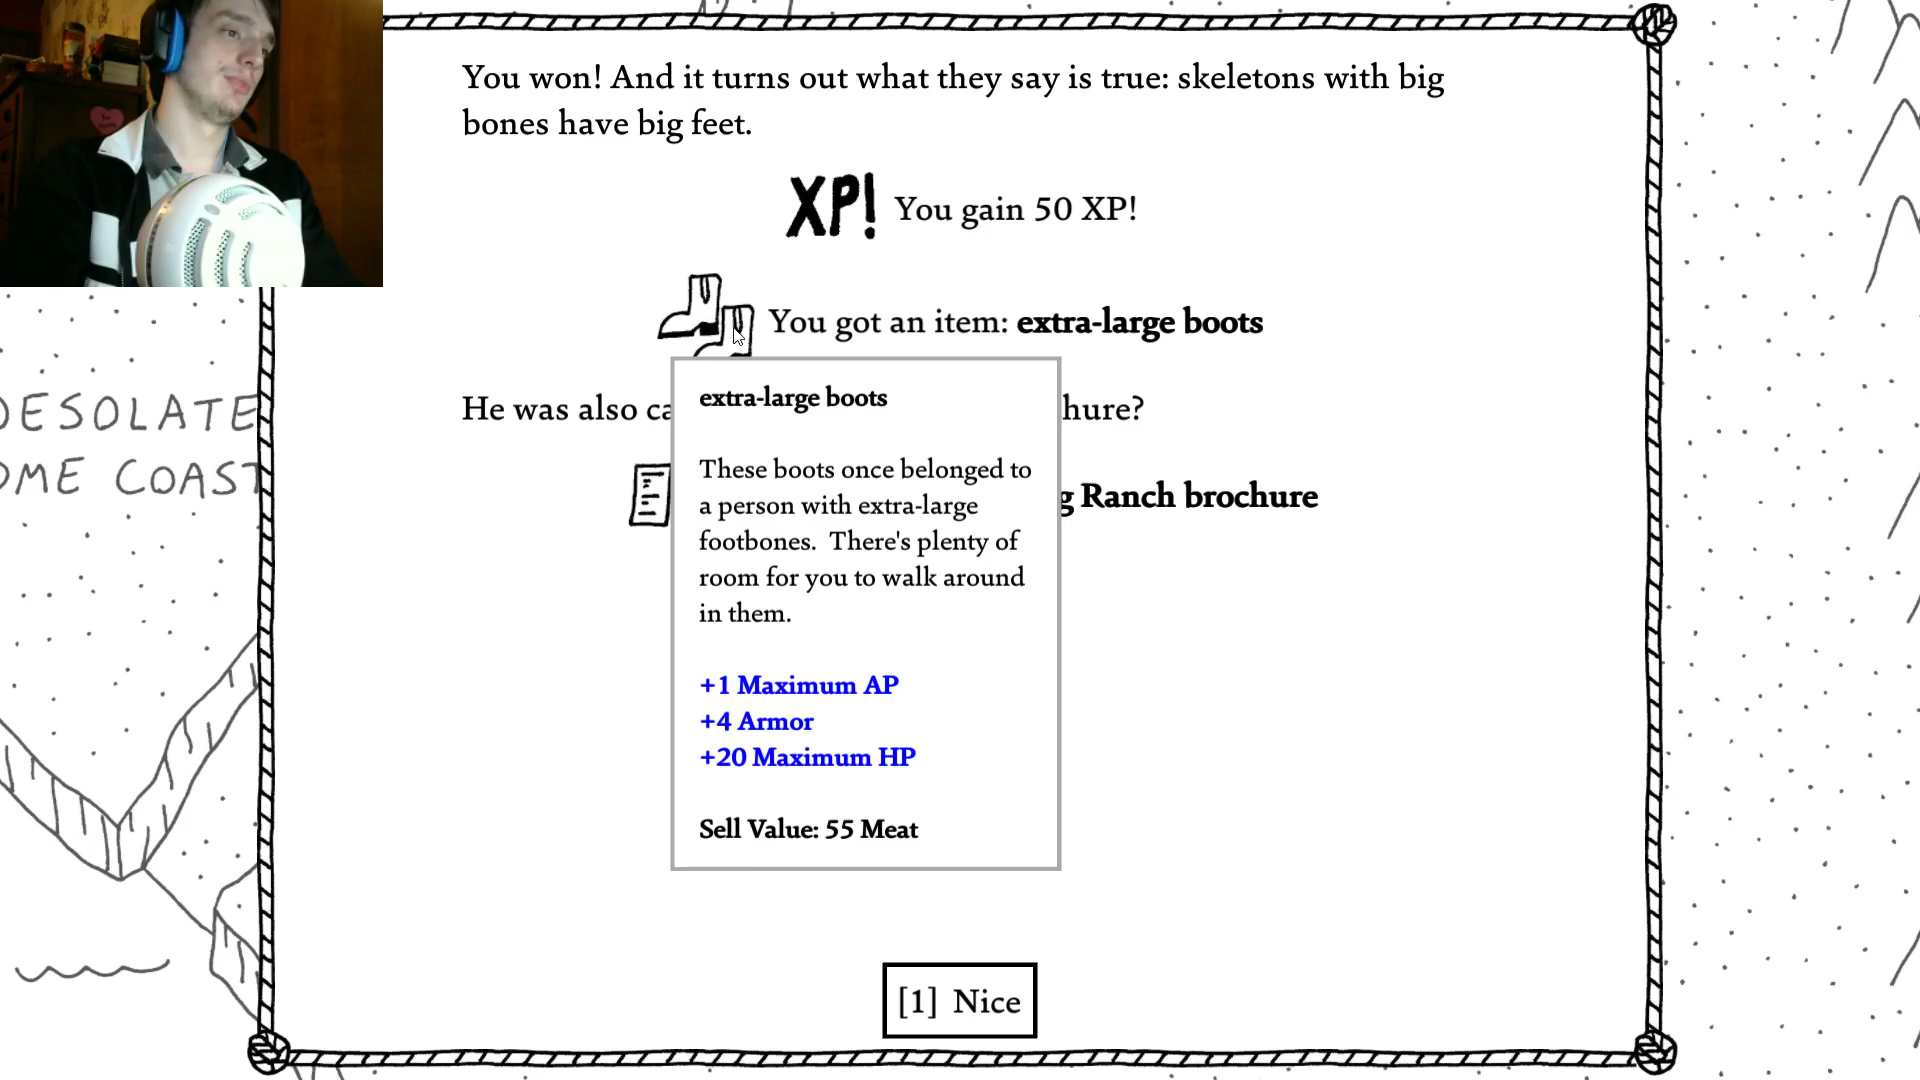 You won! And it turns out what they say is true: skeletons with big
bones have big feet.
XP! You gain 50 XP!
You got an item: extra-large boots
He was also ca hure?
g Ranch brochure
extra-large boots
These boots once belonged to
a person with extra-large
footbones. There's plenty of
room for you to walk around
in them.
+1 Maximum AP
+4 Armor
+20 Maximum HP
Sell Value: 55 Meat
[1] Nice
DESOLATE
OME COAST